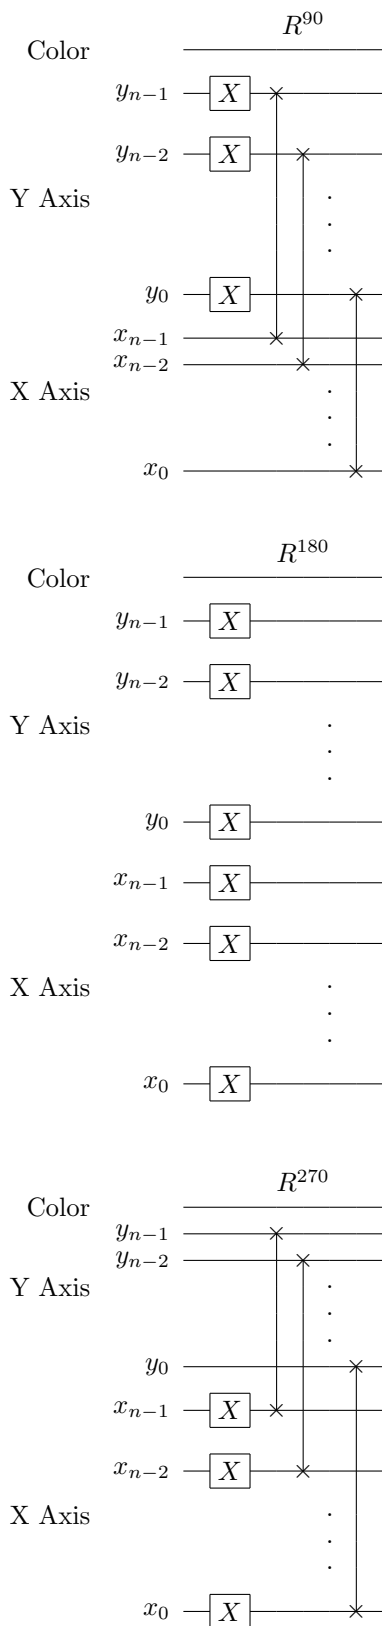 R^{90}
Color
y_{n-1} X
y_{n-2} X
Y Axis
y_0 X
x_{n-1}
x_{n-2}
X Axis
x_0
R^{180}
Color
y_{n-1} X
y_{n-2} X
Y Axis
y_0 X
x_{n-1} X
x_{n-2} X
X Axis
x_0 X
R^{270}
Color
y_{n-1}
y_{n-2}
Y Axis
y_0
x_{n-1} X
x_{n-2} X
X Axis
x_0 X